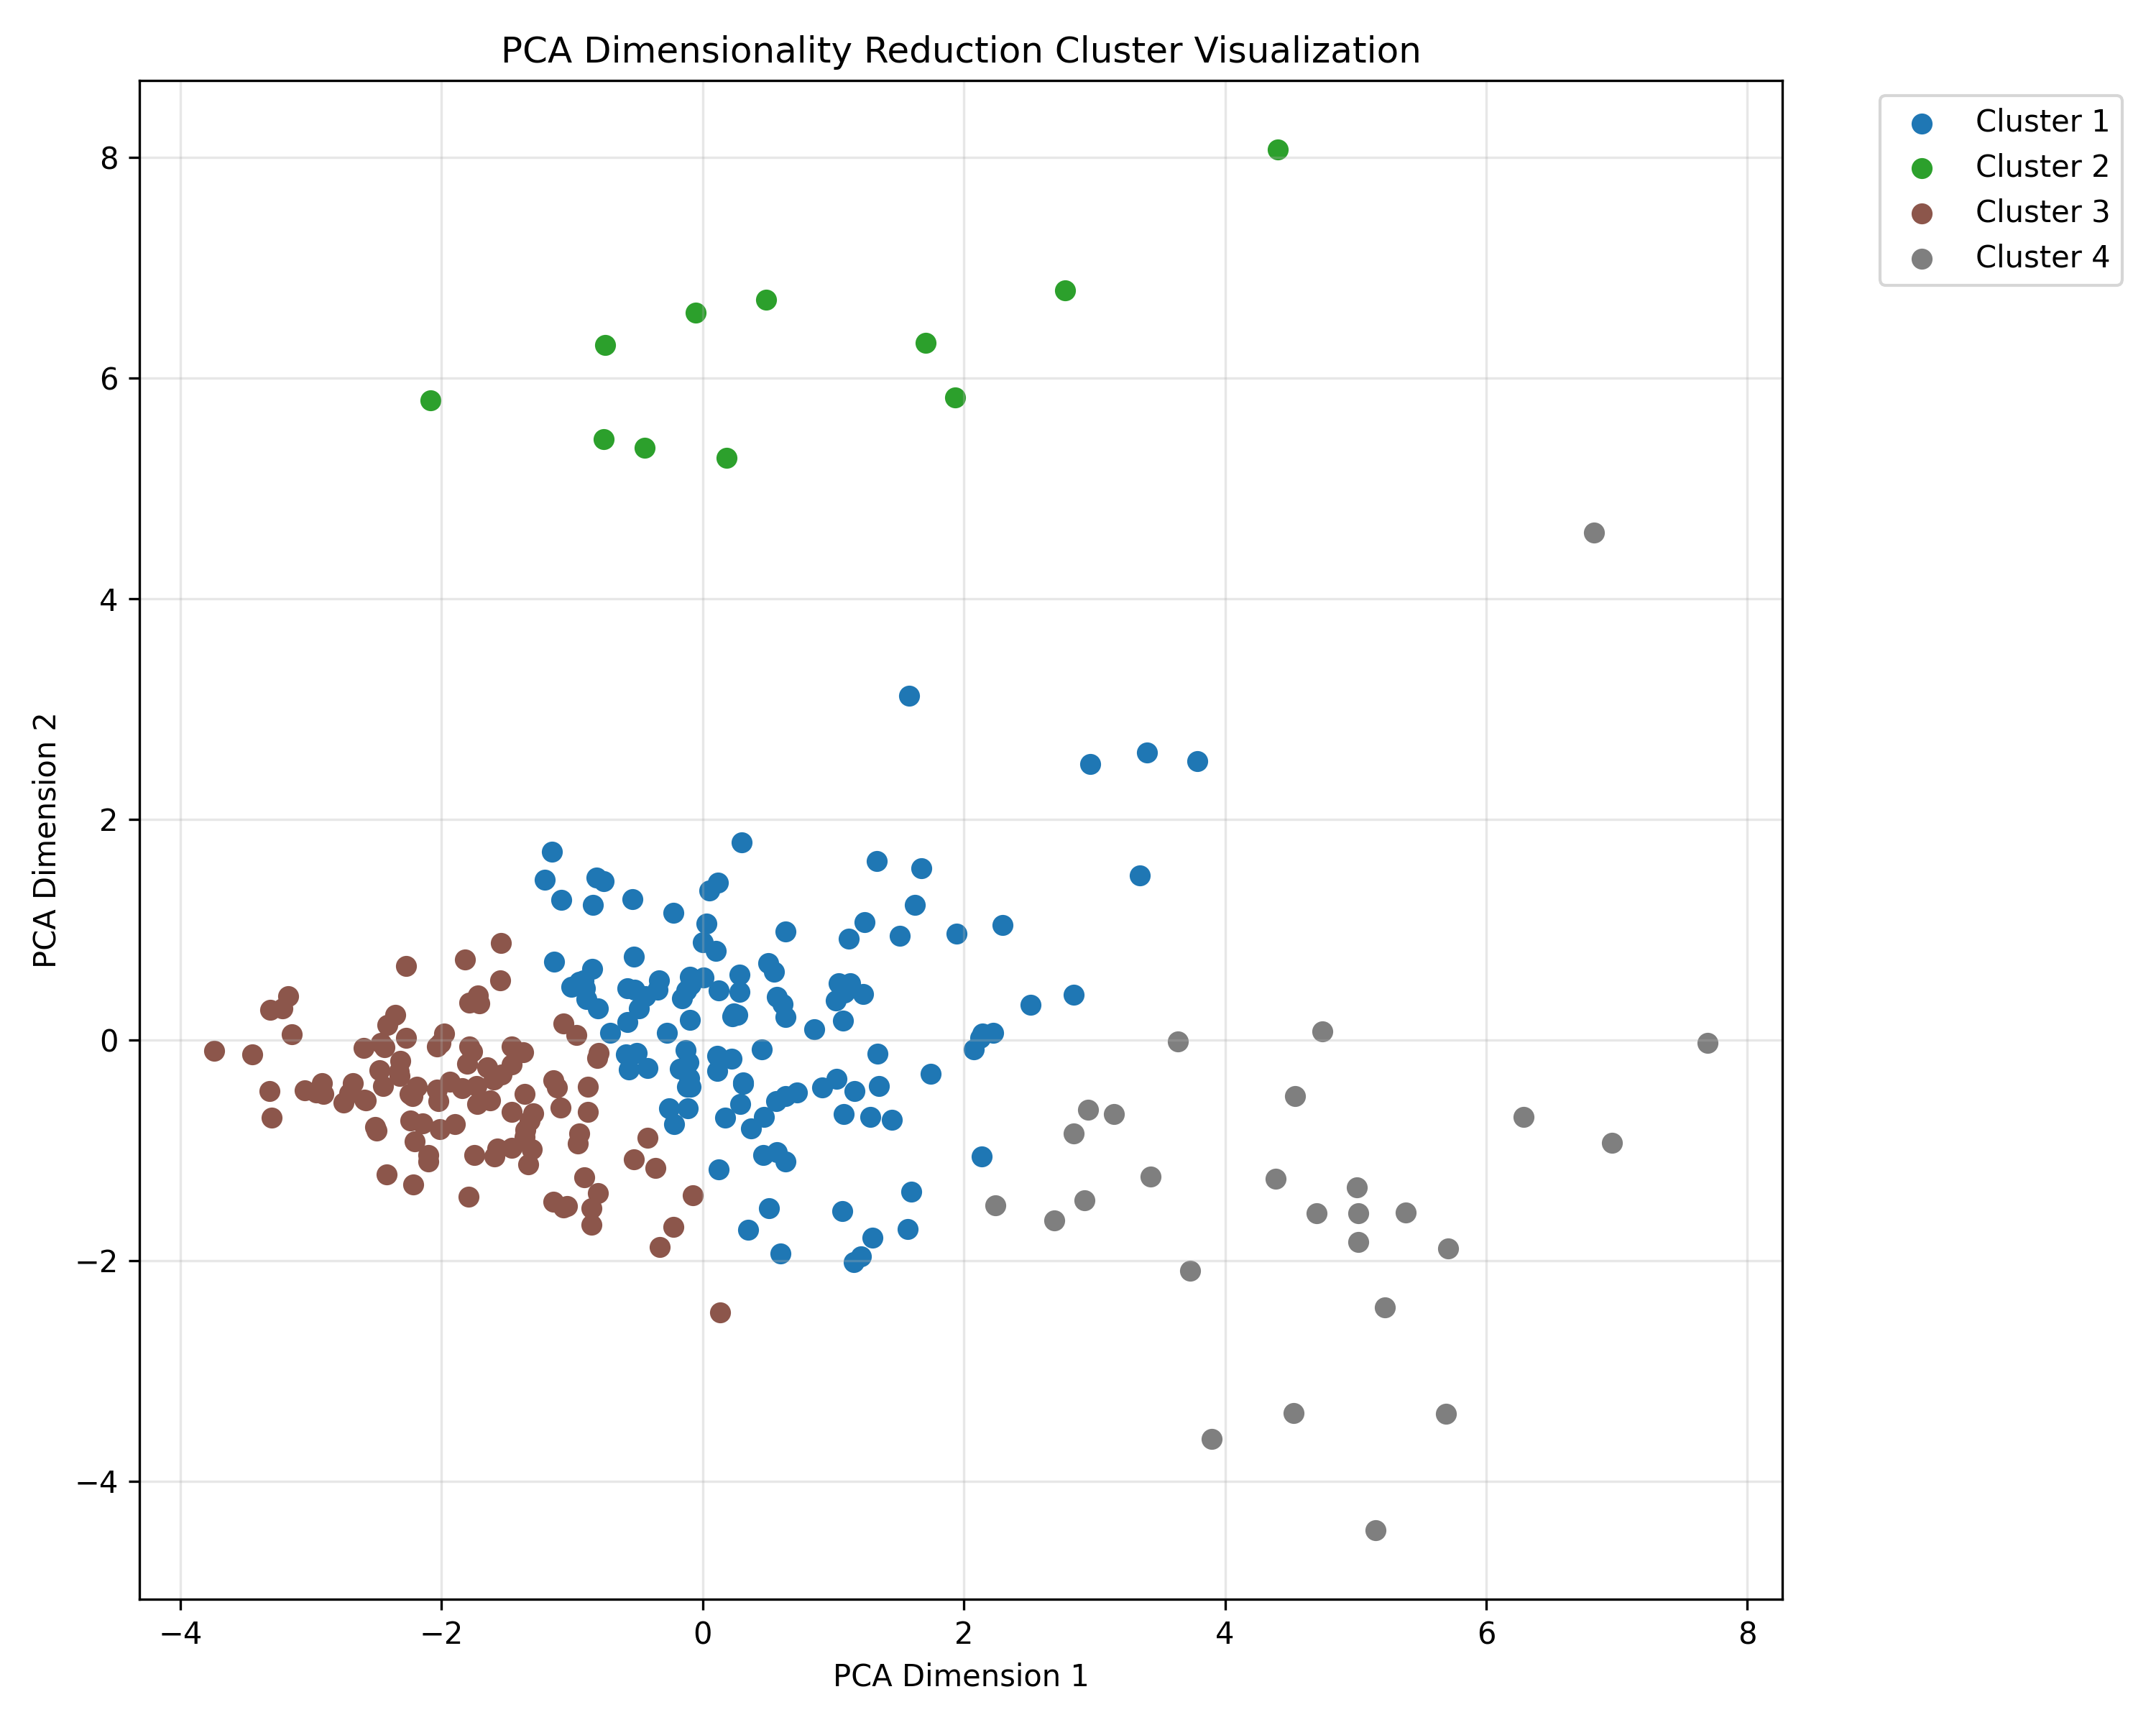 PCA Dimensionality Reduction Cluster Visualization
Cluster 1
Cluster 2
Cluster 3
Cluster 4
8
6
4
2
0
−2
−4
PCA Dimension 2
−4
−2
0
2
4
6
8
PCA Dimension 1